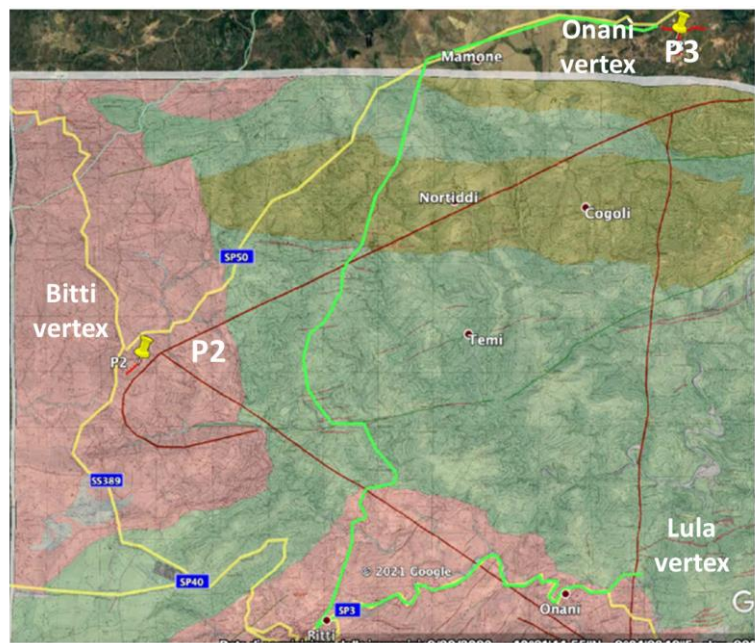 Onani
vertex
P3
Mamone
Nortiddi
Cogoli
SP50
Bitti
vertex
P2
P2
Temi
SS389
Lula
vertex
© 2021 Google
SP40
SP3
Onani
Bitti
G